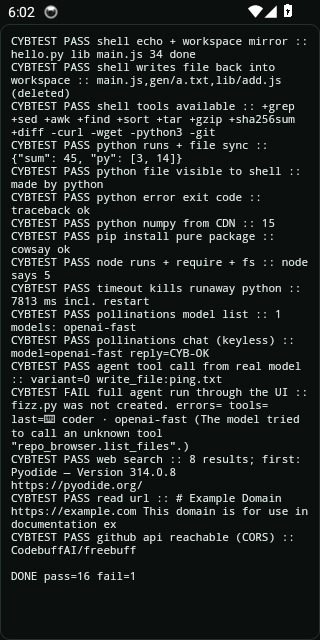 6:02
CYBTEST PASS shell echo + workspace mirror ::
hello.py lib main.js 34 done
CYBTEST PASS shell writes file back into
workspace :: main.js,gen/a.txt,lib/add.js
(deleted)
CYBTEST PASS shell tools available :: +grep
+sed +awk +find +sort +tar +gzip +sha256sum
+diff -curl -wget -python3 -git
CYBTEST PASS python runs + file sync ::
{"sum": 45, "py": [3, 14]}
CYBTEST PASS python file visible to shell ::
made by python
CYBTEST PASS python error exit code ::
traceback ok
CYBTEST PASS python numpy from CDN :: 15
CYBTEST PASS pip install pure package ::
cowsay ok
CYBTEST PASS node runs + require + fs :: node
says 5
CYBTEST PASS timeout kills runaway python ::
7813 ms incl. restart
CYBTEST PASS pollinations model list :: 1
models: openai-fast
CYBTEST PASS pollinations chat (keyless) ::
model=openai-fast reply=CYB-OK
CYBTEST PASS agent tool call from real model
:: variant=0 write_file:ping.txt
CYBTEST FAIL full agent run through the UI ::
fizz.py was not created. errors= tools=
last=⌨ coder · openai-fast (The model tried
to call an unknown tool
"repo_browser.list_files".)
CYBTEST PASS web search :: 8 results; first:
Pyodide — Version 314.0.8
https://pyodide.org/
CYBTEST PASS read url :: # Example Domain
https://example.com This domain is for use in
documentation ex
CYBTEST PASS github api reachable (CORS) ::
CodebuffAI/freebuff
DONE pass=16 fail=1